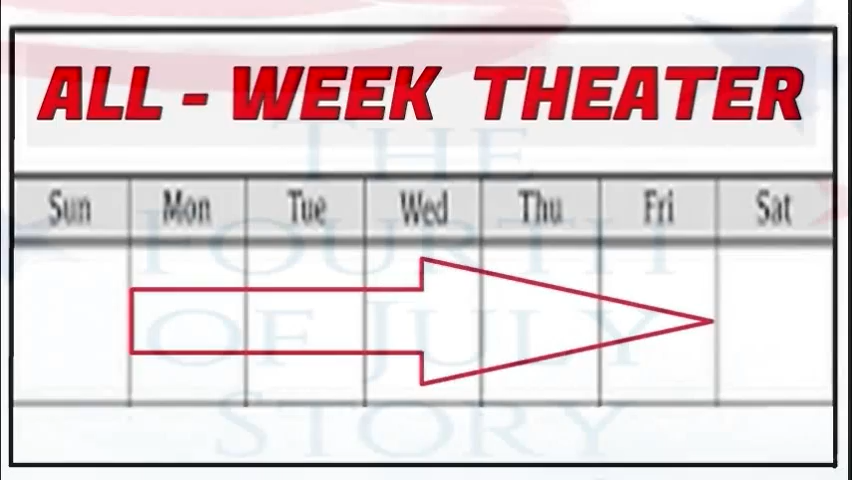 ALL - WEEK THEATER
Sun Mon Tue Wed Thu Fri Sat
THE
FOURTH
OF JULY
STORY